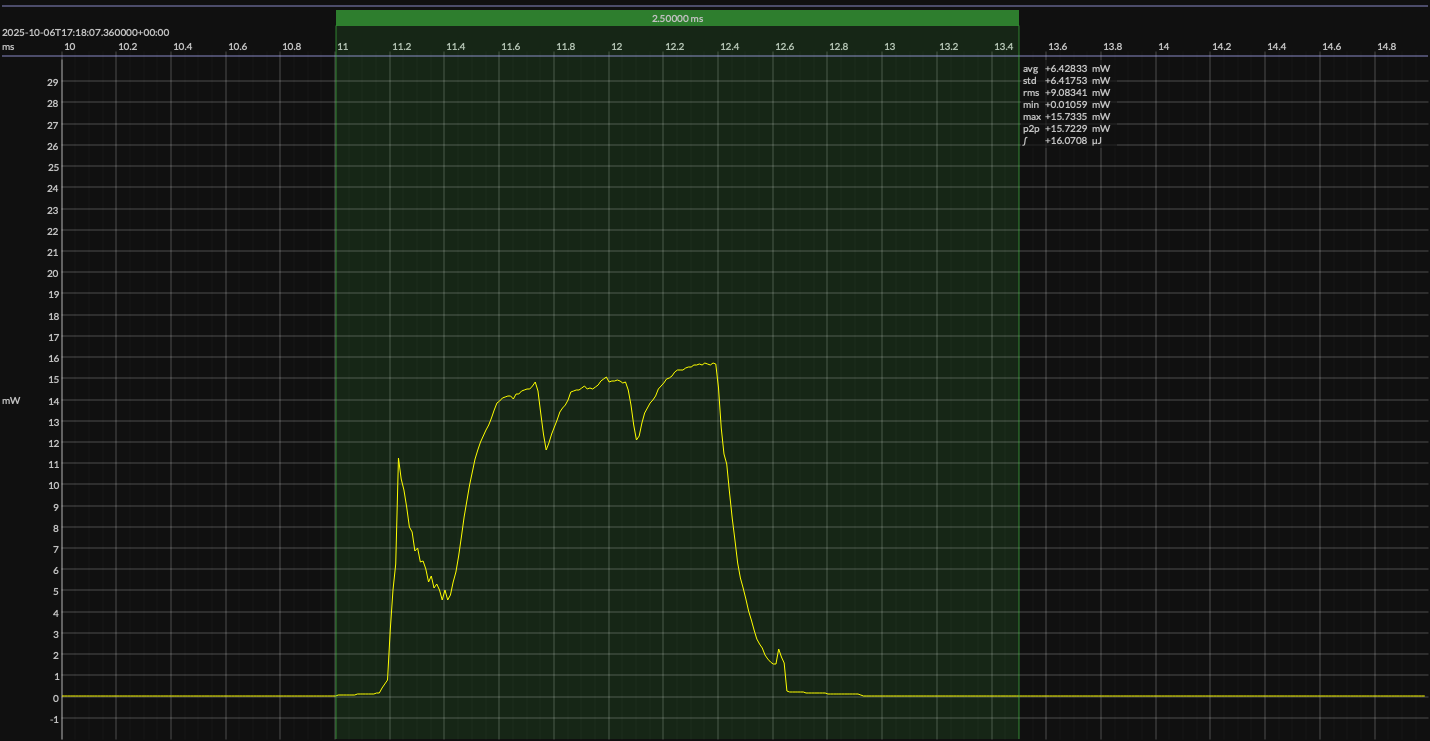 2.50000 ms
2025-10-06T17:18:07.360000+00:00
ms 10 10.2 10.4 10.6 10.8 11 11.2 11.4 11.6 11.8 12 12.2 12.4 12.6 12.8 13 13.2 13.4 13.6 13.8 14 14.2 14.4 14.6 14.8
avg +6.42833 mW
std +6.41753 mW
rms +9.08341 mW
min +0.01059 mW
max +15.7335 mW
p2p +15.7229 mW
∫ +16.0708 µJ
29
28
27
26
25
24
23
22
21
20
19
18
17
16
15
mW 14
13
12
11
10
9
8
7
6
5
4
3
2
1
0
-1